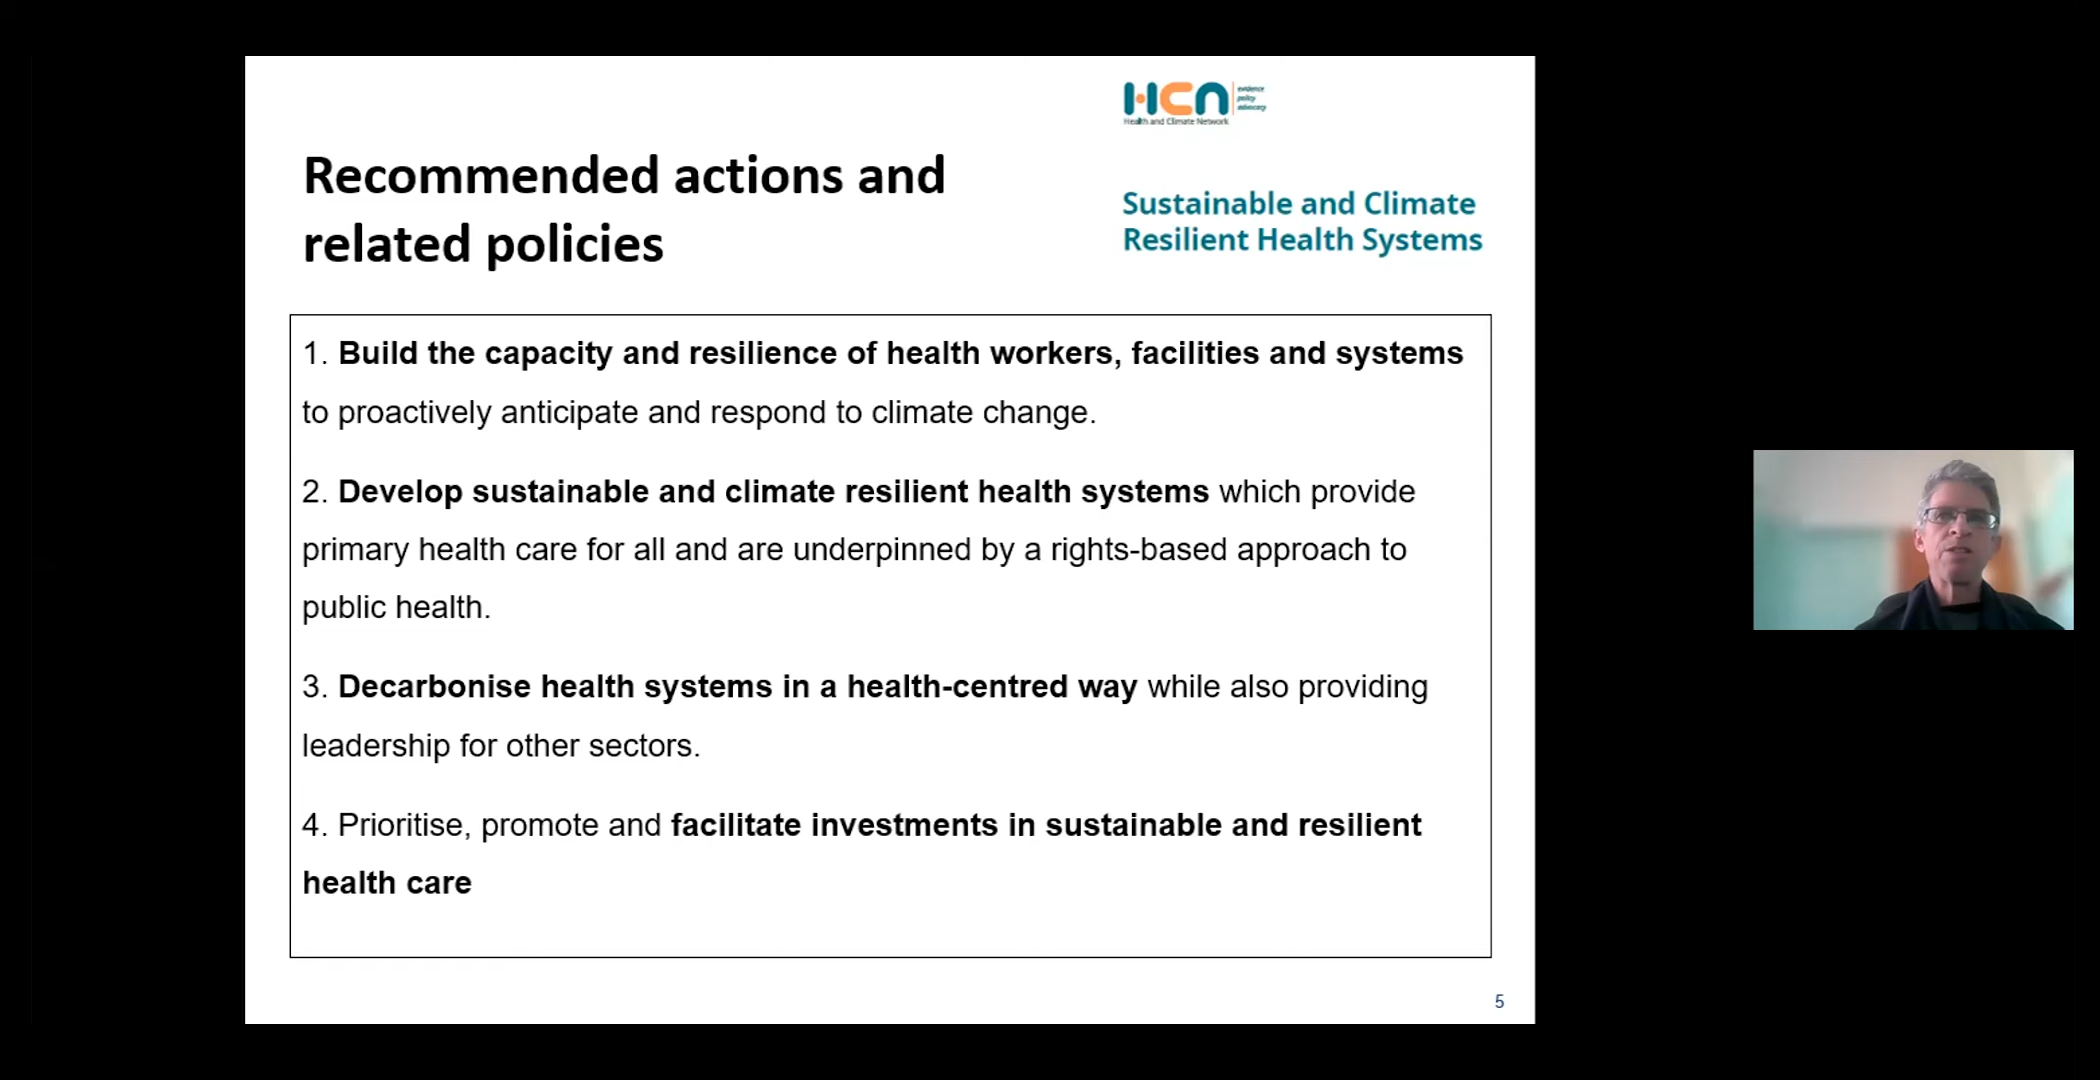 HCN
evidence
policy
advocacy
Health and Climate Network
Recommended actions and
related policies
Sustainable and Climate
Resilient Health Systems
1. Build the capacity and resilience of health workers, facilities and systems
to proactively anticipate and respond to climate change.
2. Develop sustainable and climate resilient health systems which provide
primary health care for all and are underpinned by a rights-based approach to
public health.
3. Decarbonise health systems in a health-centred way while also providing
leadership for other sectors.
4. Prioritise, promote and facilitate investments in sustainable and resilient
health care
5